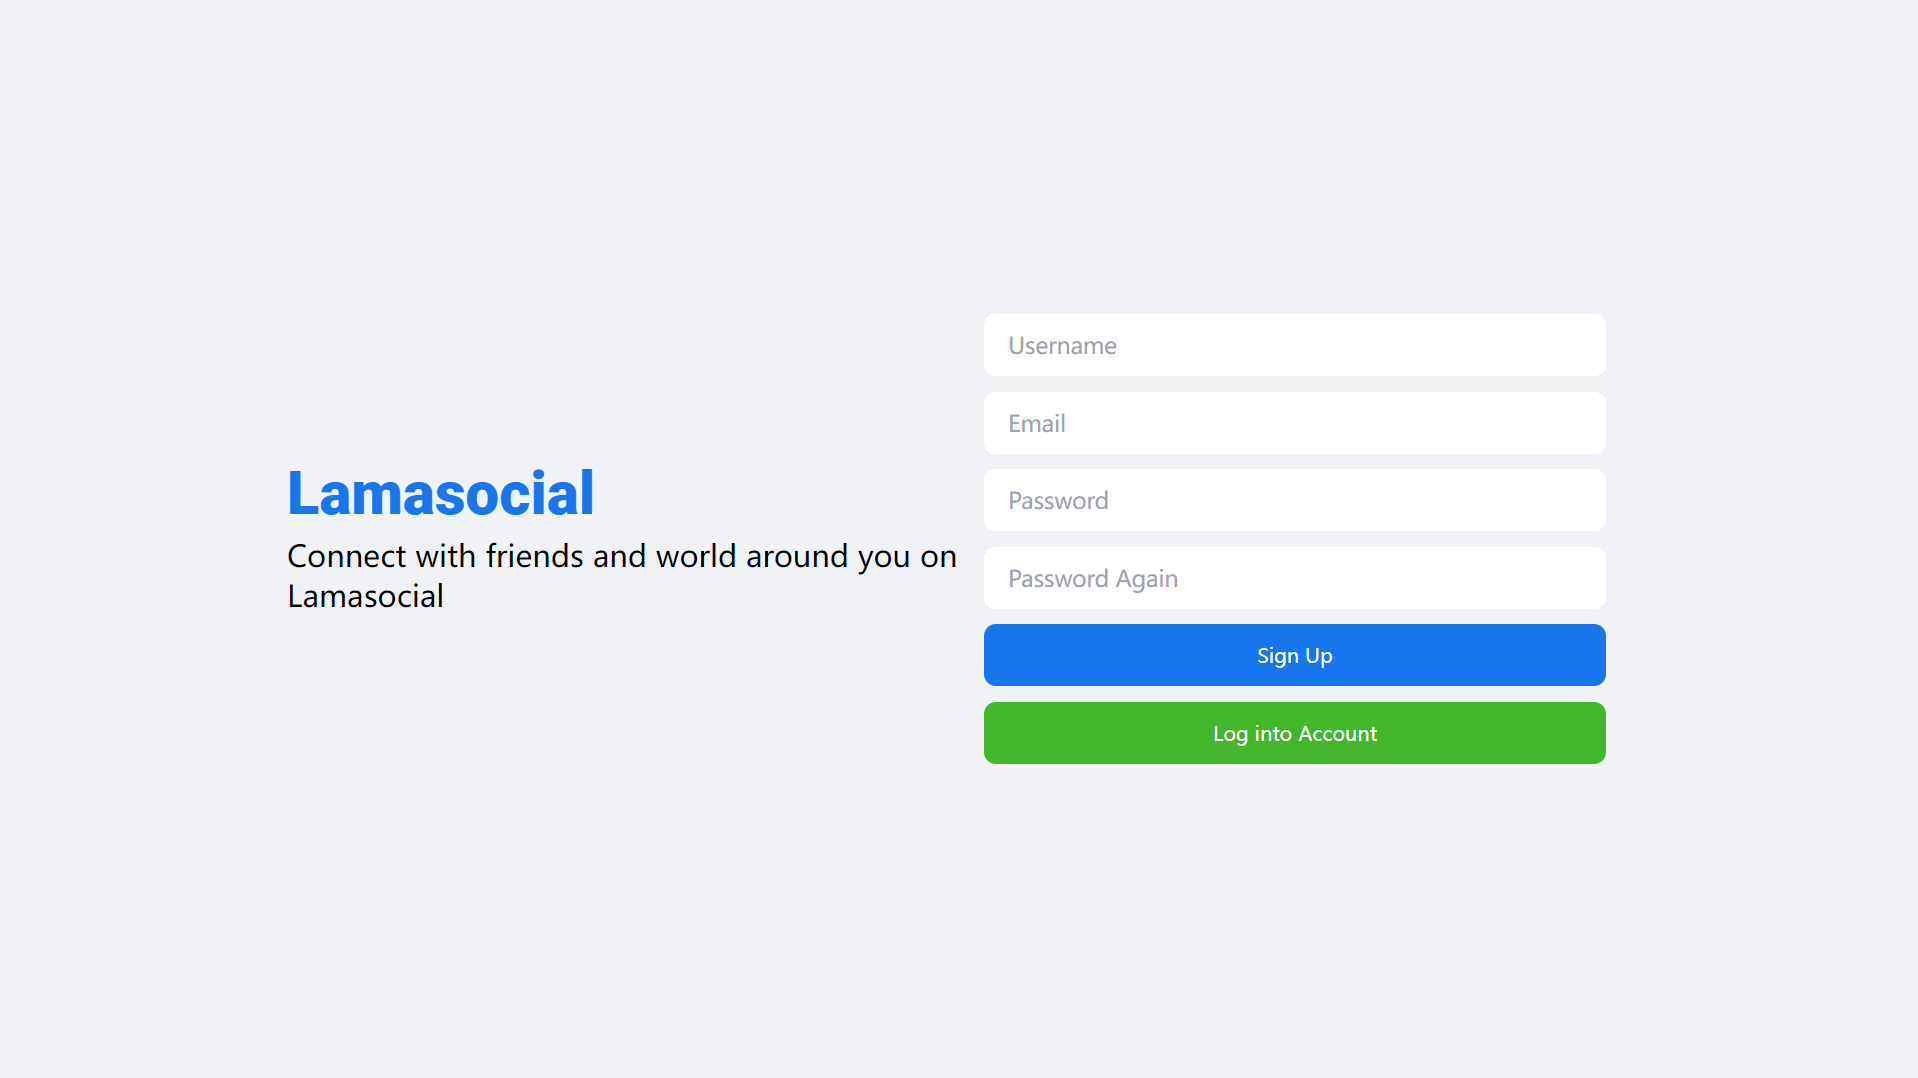 Lamasocial
Connect with friends and world around you on
Lamasocial
Username
Email
Password
Password Again
Sign Up
Log into Account